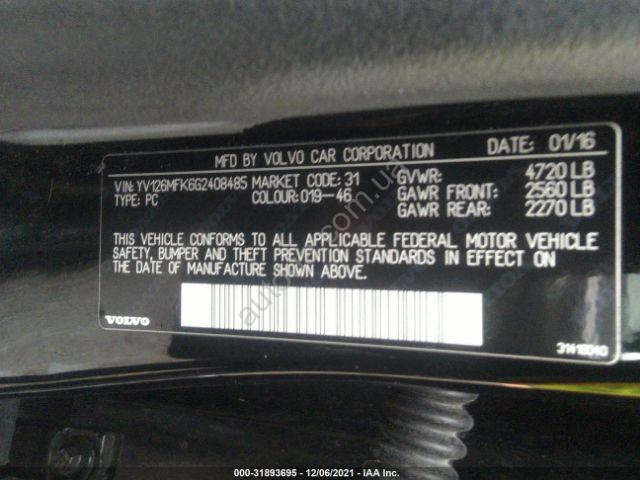 MFD BY VOLVO CAR CORPORATION DATE: 01/16
VIN: YV126MFK6G2408485 MARKET CODE: 31 GVWR: 4720 LB
TYPE: PC COLOUR: 019-46 GAWR FRONT: 2560 LB
GAWR REAR: 2270 LB
THIS VEHICLE CONFORMS TO ALL APPLICABLE FEDERAL MOTOR VEHICLE
SAFETY, BUMPER AND THEFT PREVENTION STANDARDS IN EFFECT ON
THE DATE OF MANUFACTURE SHOWN ABOVE.
VOLVO
31416040
000-31893695 - 12/06/2021 - IAA Inc.